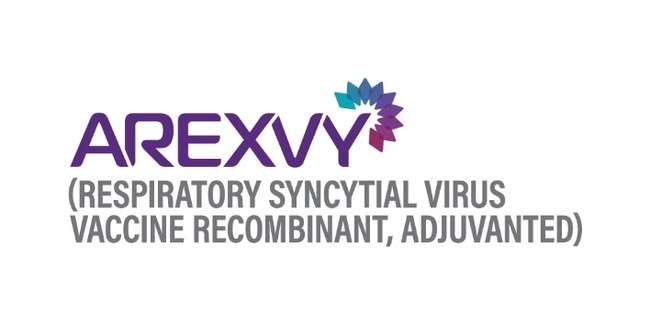 AREXVY
(RESPIRATORY SYNCYTIAL VIRUS
VACCINE RECOMBINANT, ADJUVANTED)